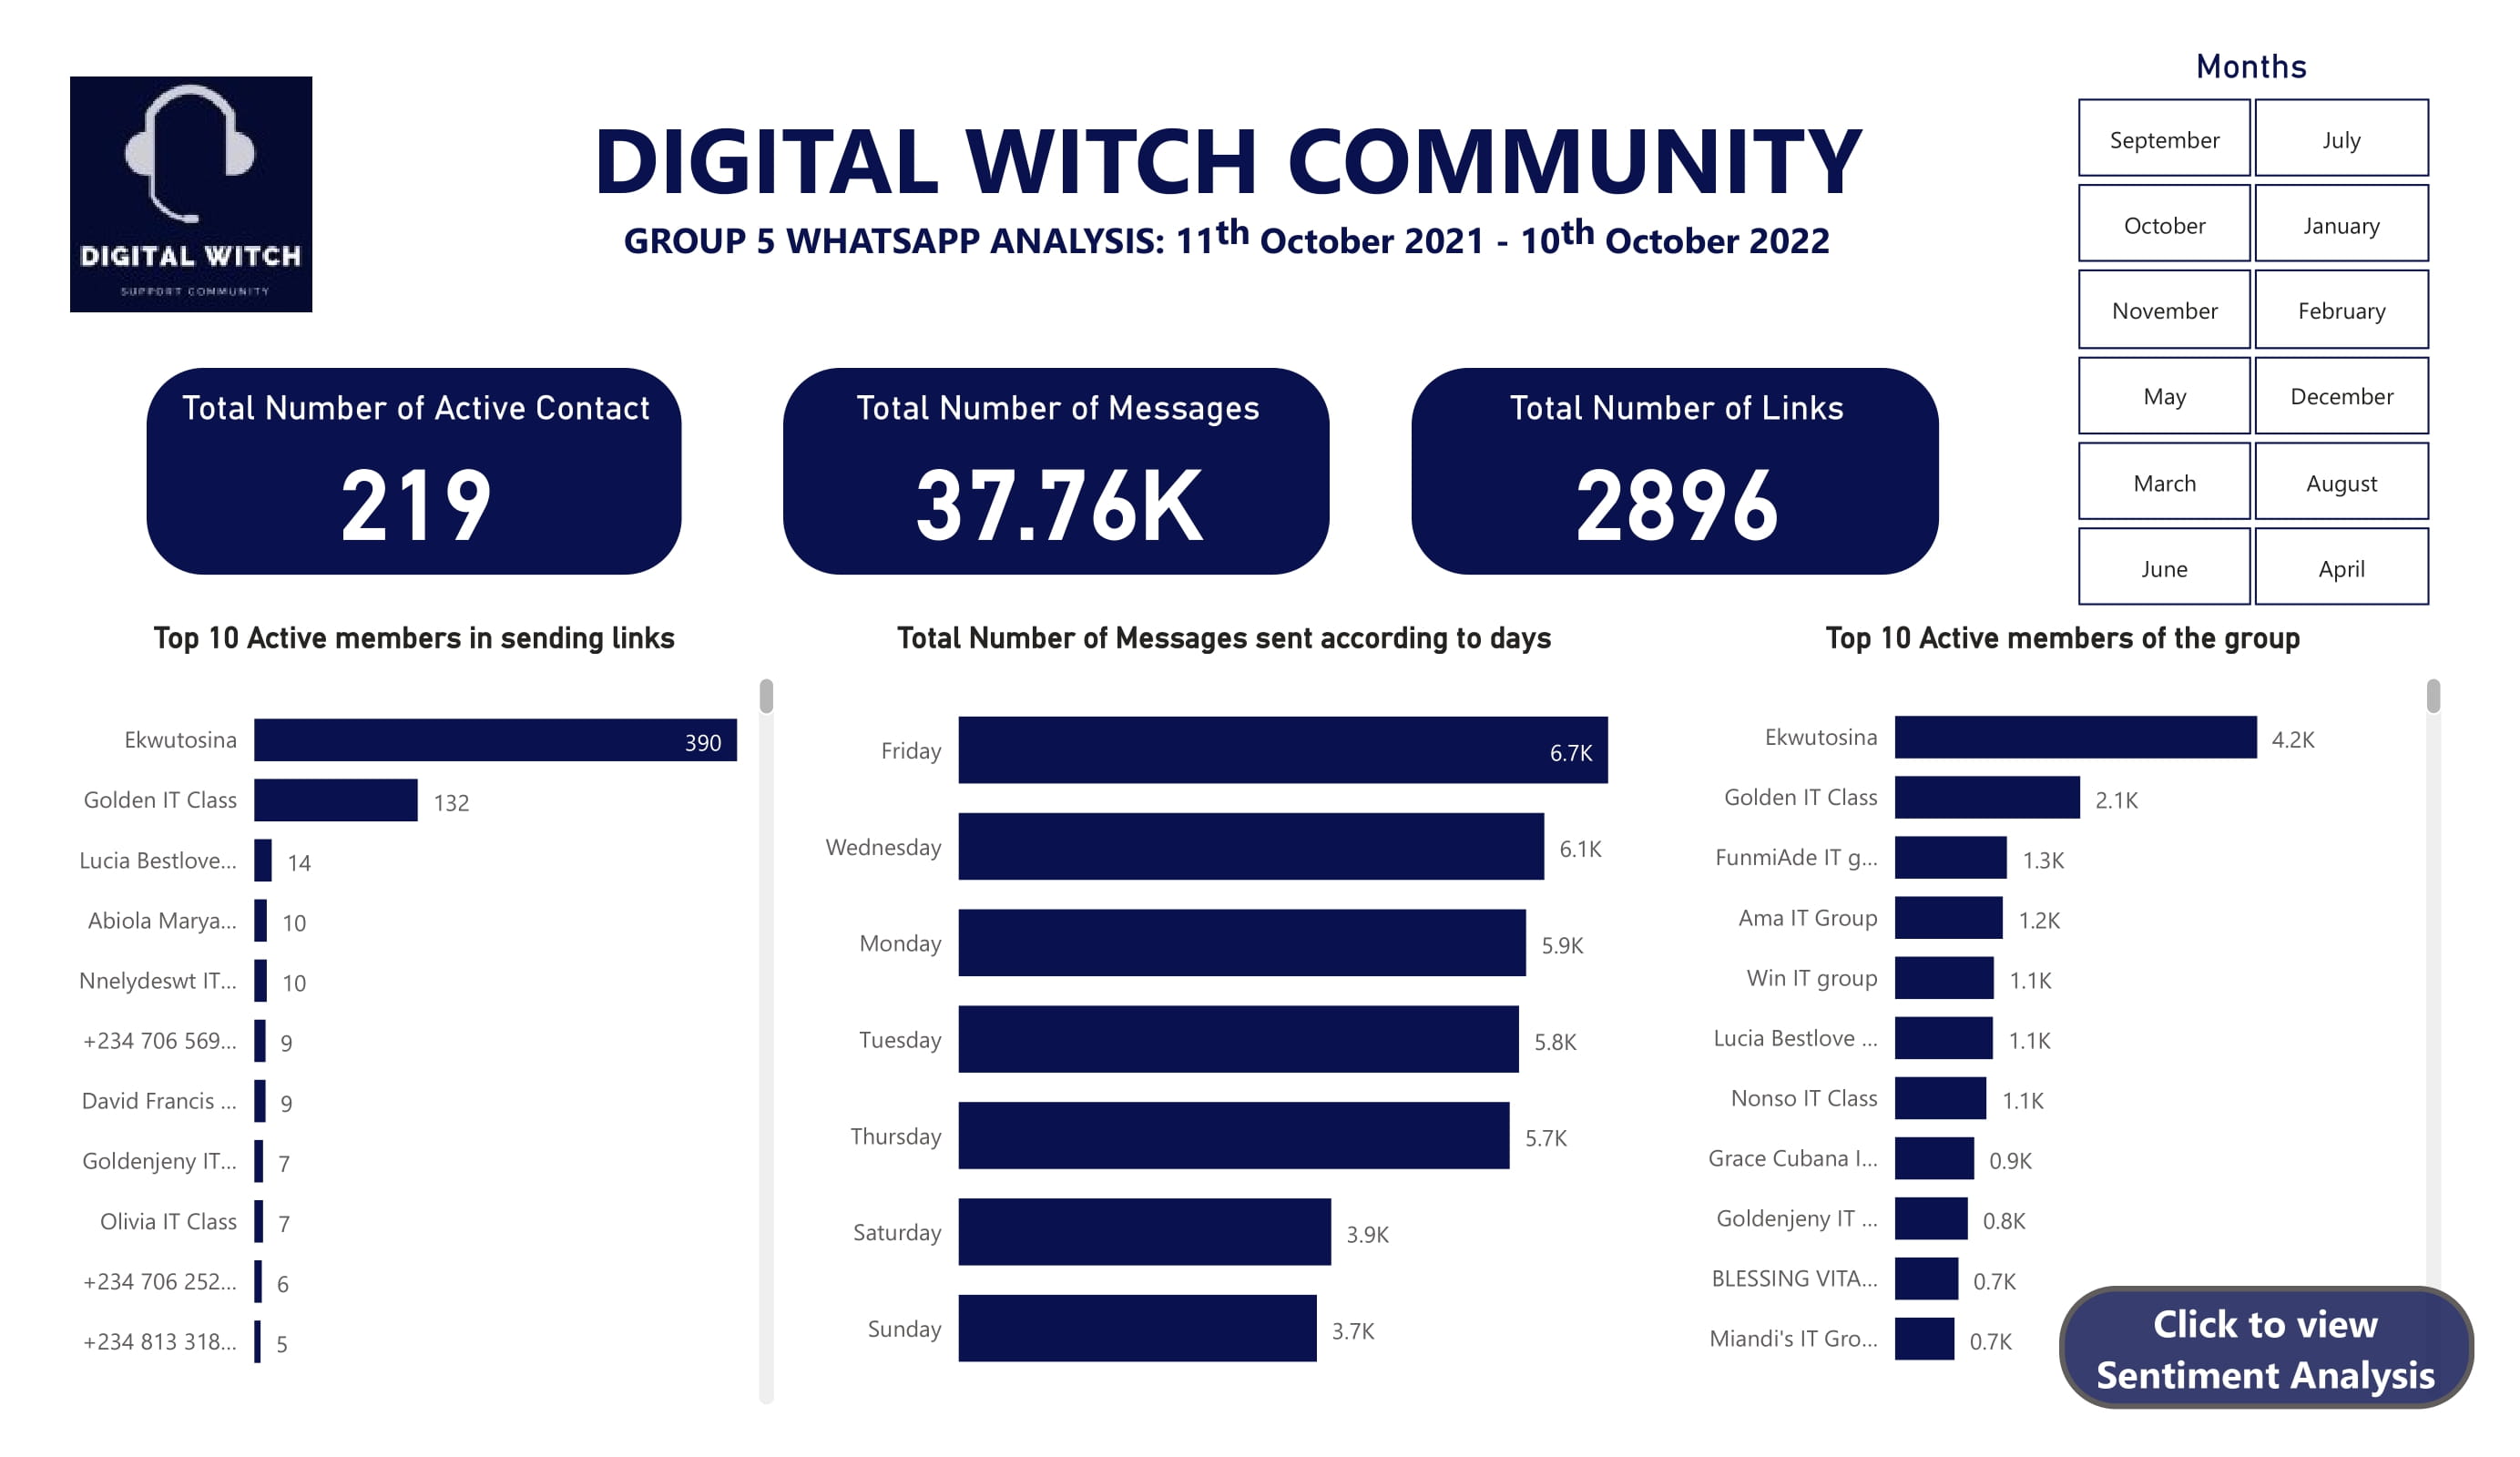 DIGITAL WITCH
SUPPORT COMMUNITY
DIGITAL WITCH COMMUNITY
GROUP 5 WHATSAPP ANALYSIS: 11th October 2021 - 10th October 2022
Months
September July
October January
November February
May December
March August
June April
Total Number of Active Contact
219
Total Number of Messages
37.76K
Total Number of Links
2896
Top 10 Active members in sending links
Ekwutosina 390
Golden IT Class 132
Lucia Bestlove... 14
Abiola Marya... 10
Nnelydeswt IT... 10
+234 706 569... 9
David Francis ... 9
Goldenjeny IT... 7
Olivia IT Class 7
+234 706 252... 6
+234 813 318... 5
Total Number of Messages sent according to days
Friday 6.7K
Wednesday 6.1K
Monday 5.9K
Tuesday 5.8K
Thursday 5.7K
Saturday 3.9K
Sunday 3.7K
Top 10 Active members of the group
Ekwutosina 4.2K
Golden IT Class 2.1K
FunmiAde IT g... 1.3K
Ama IT Group 1.2K
Win IT group 1.1K
Lucia Bestlove ... 1.1K
Nonso IT Class 1.1K
Grace Cubana I... 0.9K
Goldenjeny IT ... 0.8K
BLESSING VITA... 0.7K
Miandi's IT Gro... 0.7K
Click to view
Sentiment Analysis